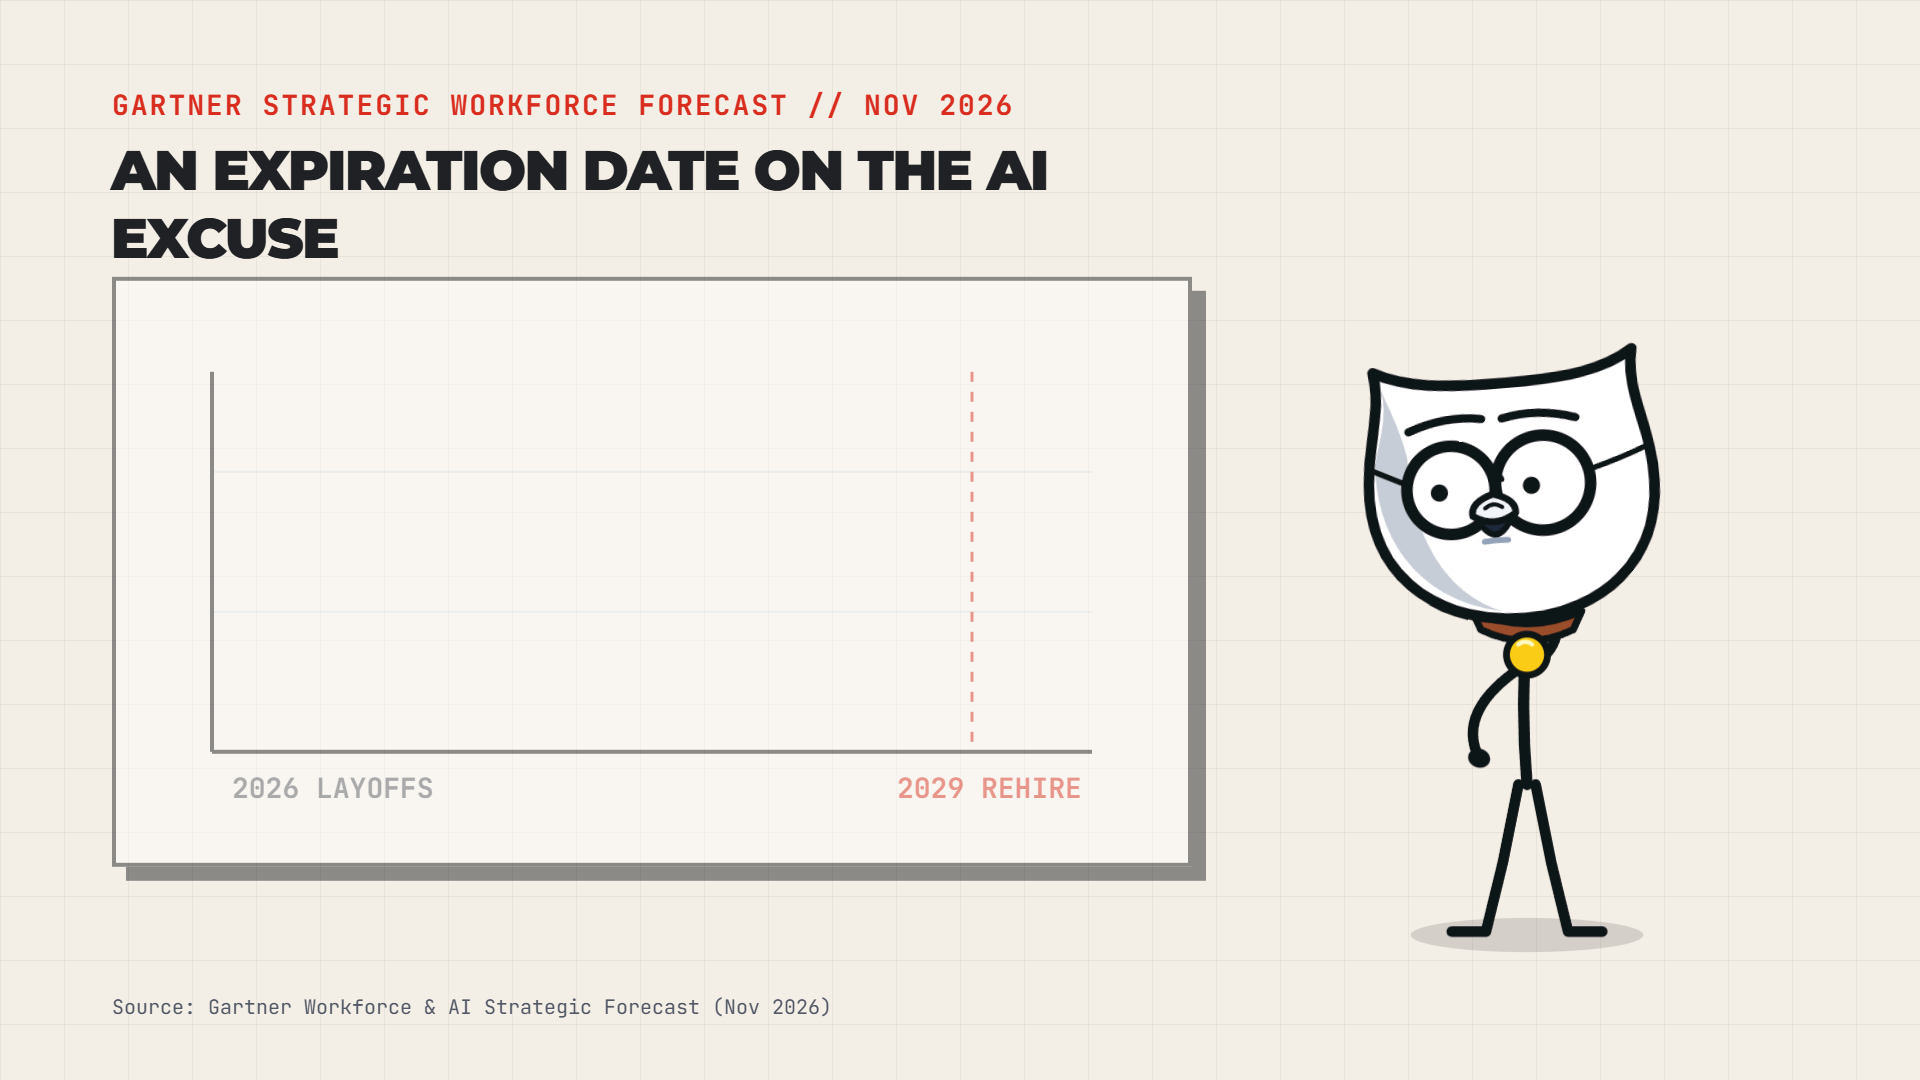 GARTNER STRATEGIC WORKFORCE FORECAST // NOV 2026
AN EXPIRATION DATE ON THE AI
EXCUSE
2026 LAYOFFS
2029 REHIRE
Source: Gartner Workforce & AI Strategic Forecast (Nov 2026)